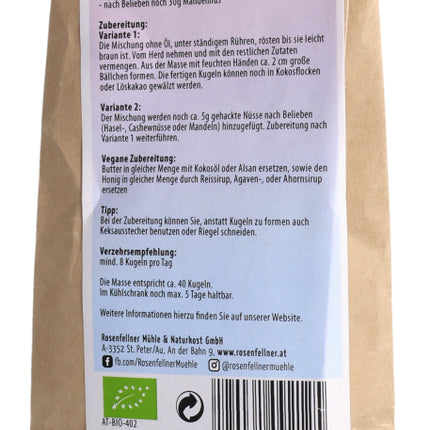 - nach Belieben noch 30g Mandelmus
Zubereitung:
Variante 1:
Die Mischung ohne Öl, unter ständigem Rühren, rösten bis sie leicht
braun ist. Vom Herd nehmen und mit den restlichen Zutaten
vermengen. Aus der Masse mit feuchten Händen ca. 2 cm große
Bällchen formen. Die fertigen Kugeln können noch in Kokosflocken
oder Löskakao gewälzt werden.
Variante 2:
Der Mischung werden noch ca. 5g gehackte Nüsse nach Belieben
(Hasel-, Cashewnüsse oder Mandeln) hinzugefügt. Zubereitung nach
Variante 1 weiterführen.
Vegane Zubereitung:
Butter in gleicher Menge mit Kokosöl oder Alsan ersetzen, sowie den
Honig in gleicher Menge durch Reissirup, Agaven-, oder Ahornsirup
ersetzen
Tipp:
Bei der Zubereitung können Sie, anstatt Kugeln zu formen auch
Keksausstecher benutzen oder Riegel schneiden.
Verzehrsempfehlung:
mind. 8 Kugeln pro Tag
Die Masse entspricht ca. 40 Kugeln.
Im Kühlschrank noch max. 5 Tage haltbar.
Weitere Informationen hierzu finden Sie auf unserer Website.
Rosenfellner Mühle & Naturkost GmbH
A-3352 St. Peter/Au, An der Bahn 9, www.rosenfellner.at
fb.com/RosenfellnerMuehle @rosenfellnermuehle
AT-BIO-402